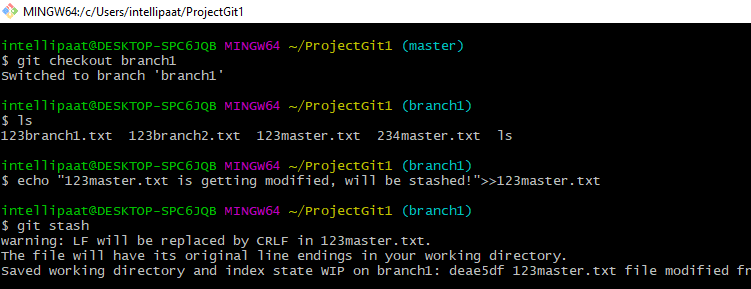 MINGW64:/c/Users/intellipaat/ProjectGit1
intellipaat@DESKTOP-SPC6JQB MINGW64 ~/ProjectGit1 (master)
$ git checkout branch1
Switched to branch 'branch1'
intellipaat@DESKTOP-SPC6JQB MINGW64 ~/ProjectGit1 (branch1)
$ ls
123branch1.txt  123branch2.txt  123master.txt  234master.txt  ls
intellipaat@DESKTOP-SPC6JQB MINGW64 ~/ProjectGit1 (branch1)
$ echo "123master.txt is getting modified, will be stashed!">>123master.txt
intellipaat@DESKTOP-SPC6JQB MINGW64 ~/ProjectGit1 (branch1)
$ git stash
warning: LF will be replaced by CRLF in 123master.txt.
The file will have its original line endings in your working directory.
Saved working directory and index state WIP on branch1: deae5df 123master.txt file modified fr